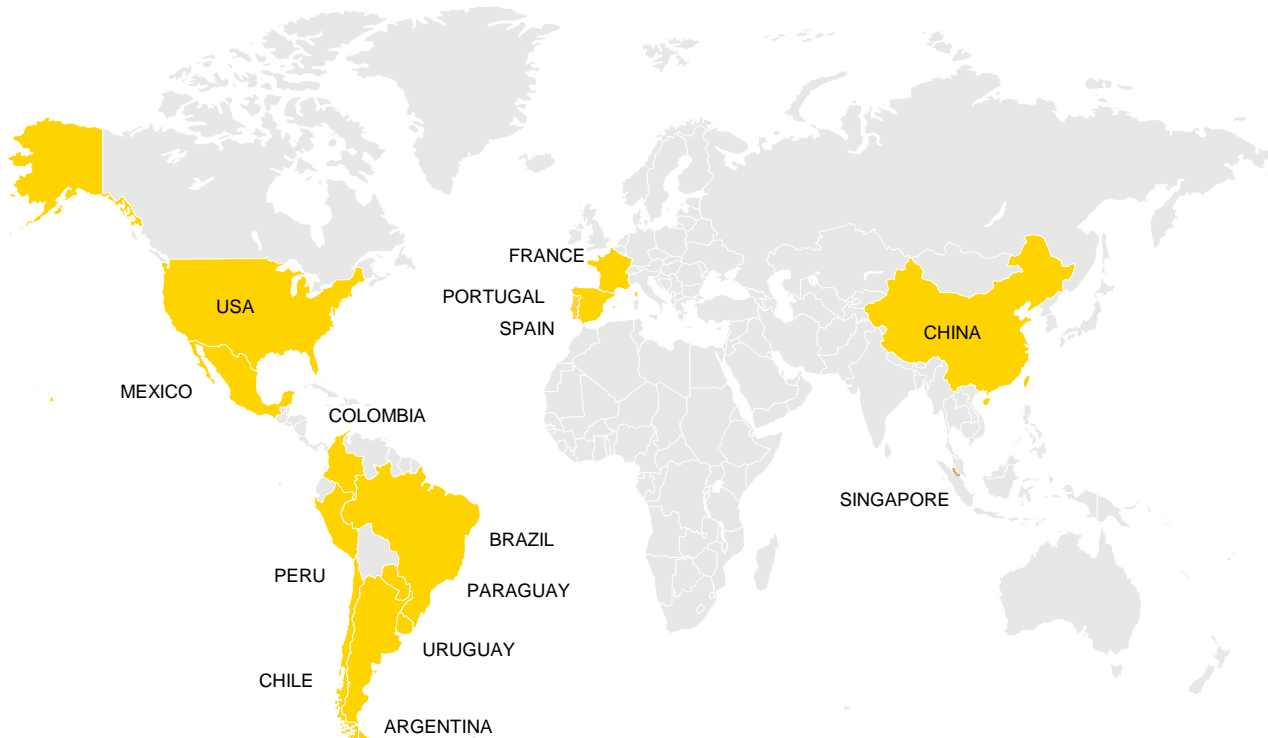 FRANCE
PORTUGAL
USA
SPAIN
CHINA
MEXICO
COLOMBIA
SINGAPORE
BRAZIL
PERU
PARAGUAY
URUGUAY
CHILE
ARGENTINA